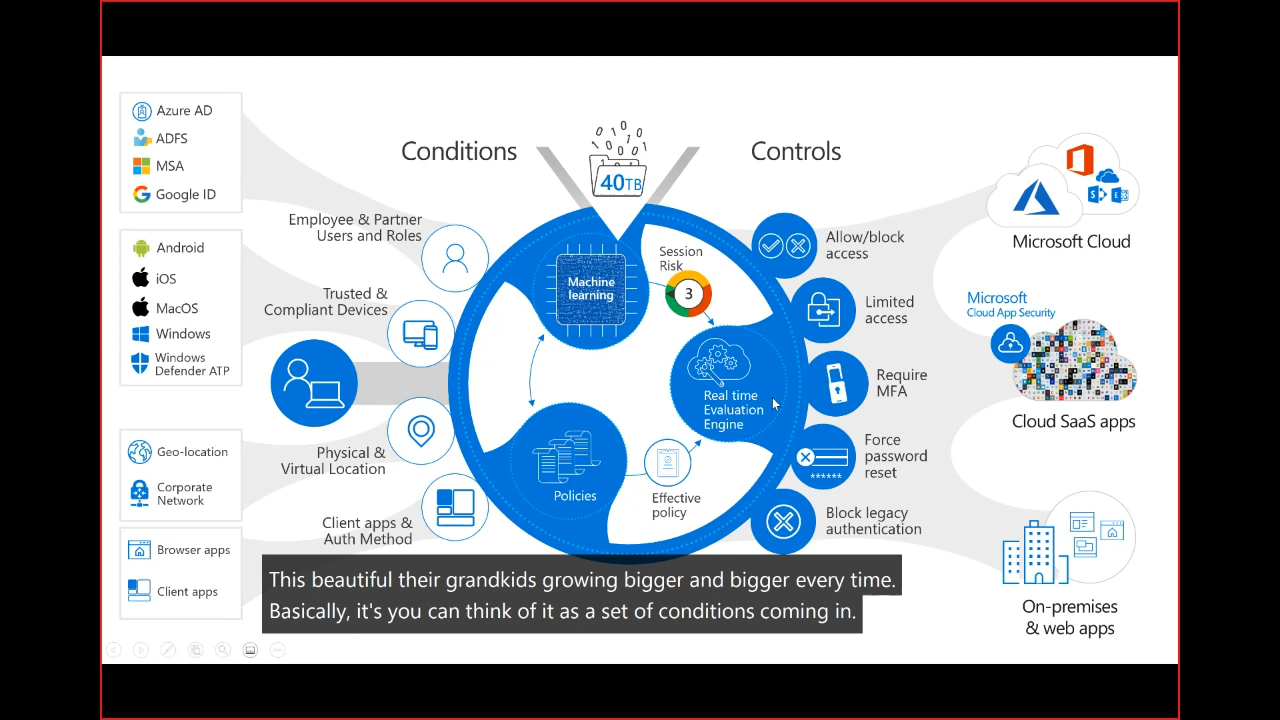 Azure AD
ADFS
MSA
Google ID
Android
iOS
MacOS
Windows
Windows
Defender ATP
Geo-location
Corporate
Network
Browser apps
Client apps
Conditions
Employee & Partner
Users and Roles
Trusted &
Compliant Devices
Physical &
Virtual Location
Client apps &
Auth Method
40TB
Machine
learning
Session
Risk
3
Real time
Evaluation
Engine
Policies
Effective
policy
Controls
Allow/block
access
Limited
access
Require
MFA
Force
password
reset
******
Block legacy
authentication
Microsoft Cloud
Microsoft
Cloud App Security
Cloud SaaS apps
On-premises
& web apps
This beautiful their grandkids growing bigger and bigger every time.
Basically, it's you can think of it as a set of conditions coming in.